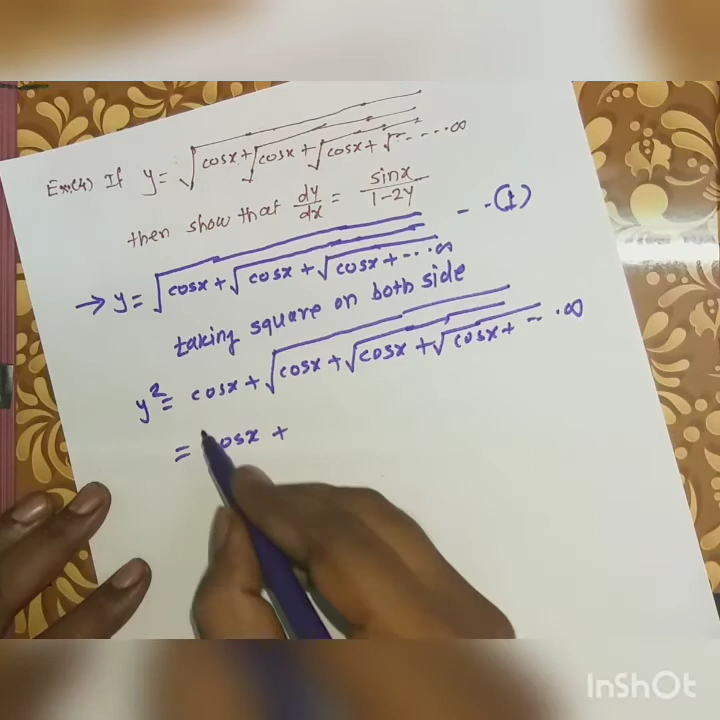 Ex:(4) If y = √cosx + √cosx + √cosx + √- - - - ∞
then show that dy/dx = sinx/1-2y
→ y = √cosx + √cosx + √cosx + - - - ∞ - - (1)
taking square on both side
y² = cosx + √cosx + √cosx + √cosx + - - . ∞
= cosx +
InShOt